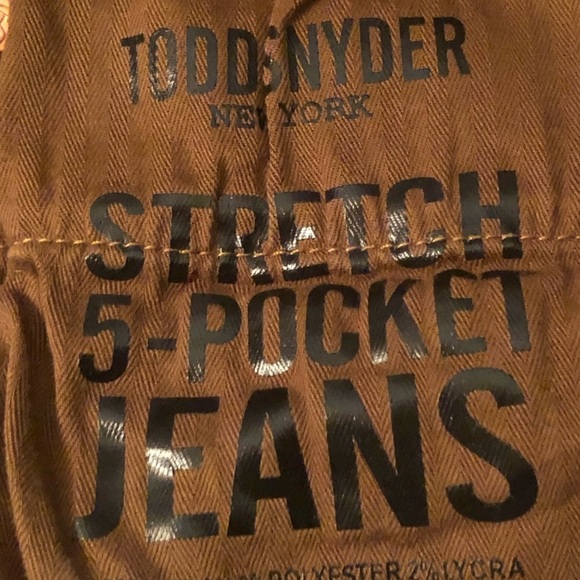 TODD SNYDER
NEW YORK
STRETCH
5-POCKET
JEANS
POLYESTER 2% LYCRA